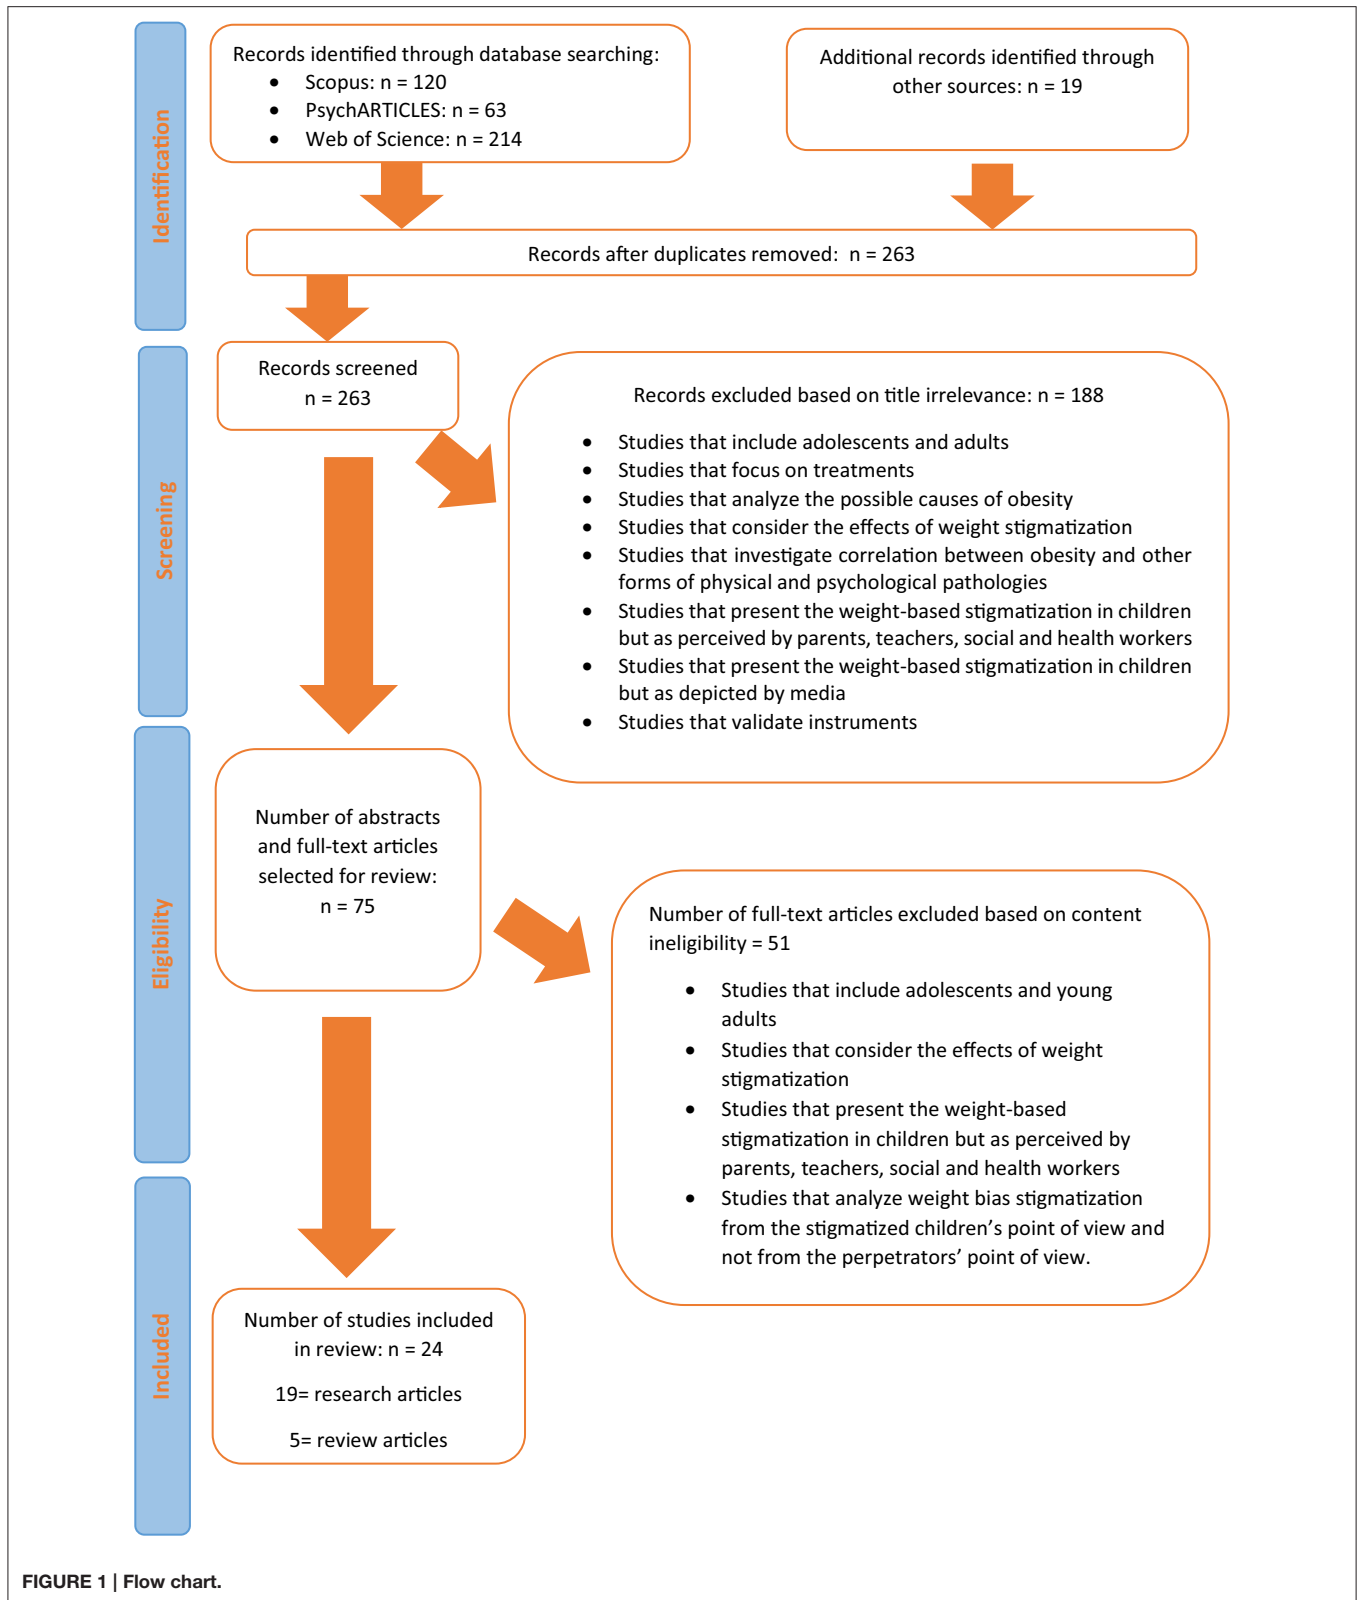 Identification
Records identified through database searching:
• Scopus: n = 120
• PsychARTICLES: n = 63
• Web of Science: n = 214
Additional records identified through
other sources: n = 19
Records after duplicates removed: n = 263
Screening
Records screened
n = 263
Records excluded based on title irrelevance: n = 188
• Studies that include adolescents and adults
• Studies that focus on treatments
• Studies that analyze the possible causes of obesity
• Studies that consider the effects of weight stigmatization
• Studies that investigate correlation between obesity and other
forms of physical and psychological pathologies
• Studies that present the weight-based stigmatization in children
but as perceived by parents, teachers, social and health workers
• Studies that present the weight-based stigmatization in children
but as depicted by media
• Studies that validate instruments
Eligibility
Number of abstracts
and full-text articles
selected for review:
n = 75
Number of full-text articles excluded based on content
ineligibility = 51
• Studies that include adolescents and young
adults
• Studies that consider the effects of weight
stigmatization
• Studies that present the weight-based
stigmatization in children but as perceived by
parents, teachers, social and health workers
• Studies that analyze weight bias stigmatization
from the stigmatized children's point of view and
not from the perpetrators' point of view.
Included
Number of studies included
in review: n = 24
19= research articles
5= review articles
FIGURE 1 | Flow chart.